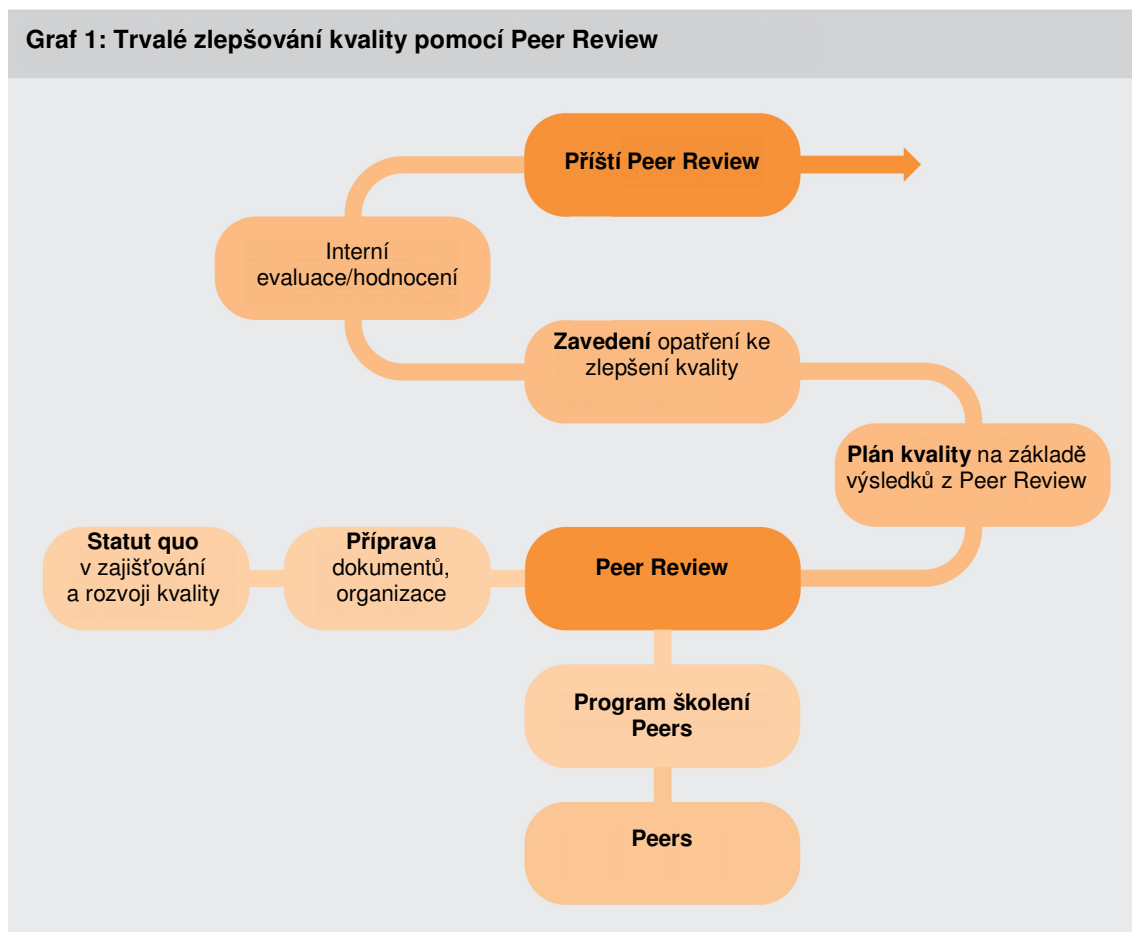 Graf 1: Trvalé zlepšování kvality pomocí Peer Review
Příští Peer Review
Interní
evaluace/hodnocení
Zavedení opatření ke
zlepšení kvality
Plán kvality na základě
výsledků z Peer Review
Statut quo
v zajišťování
a rozvoji kvality
Příprava
dokumentů,
organizace
Peer Review
Program školení
Peers
Peers